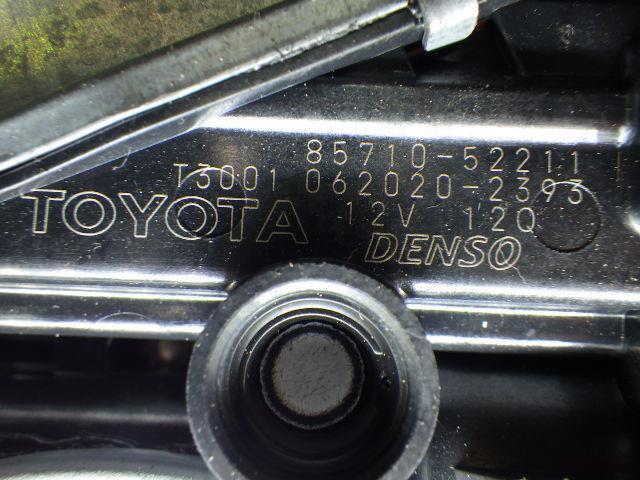 85710-52211
T3001 062020-2393
TOYOTA 12V 12Q
DENSO